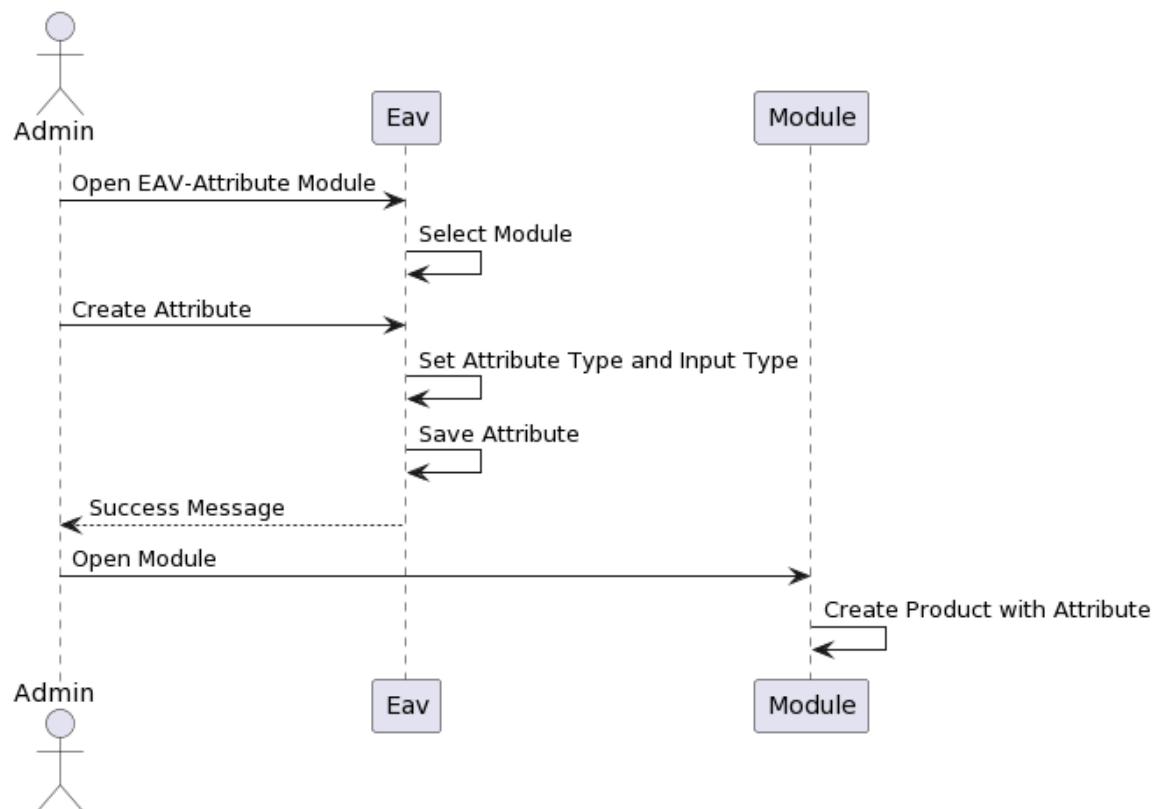 Admin
Eav
Module
Open EAV-Attribute Module
Select Module
Create Attribute
Set Attribute Type and Input Type
Save Attribute
Success Message
Open Module
Create Product with Attribute
Admin
Eav
Module